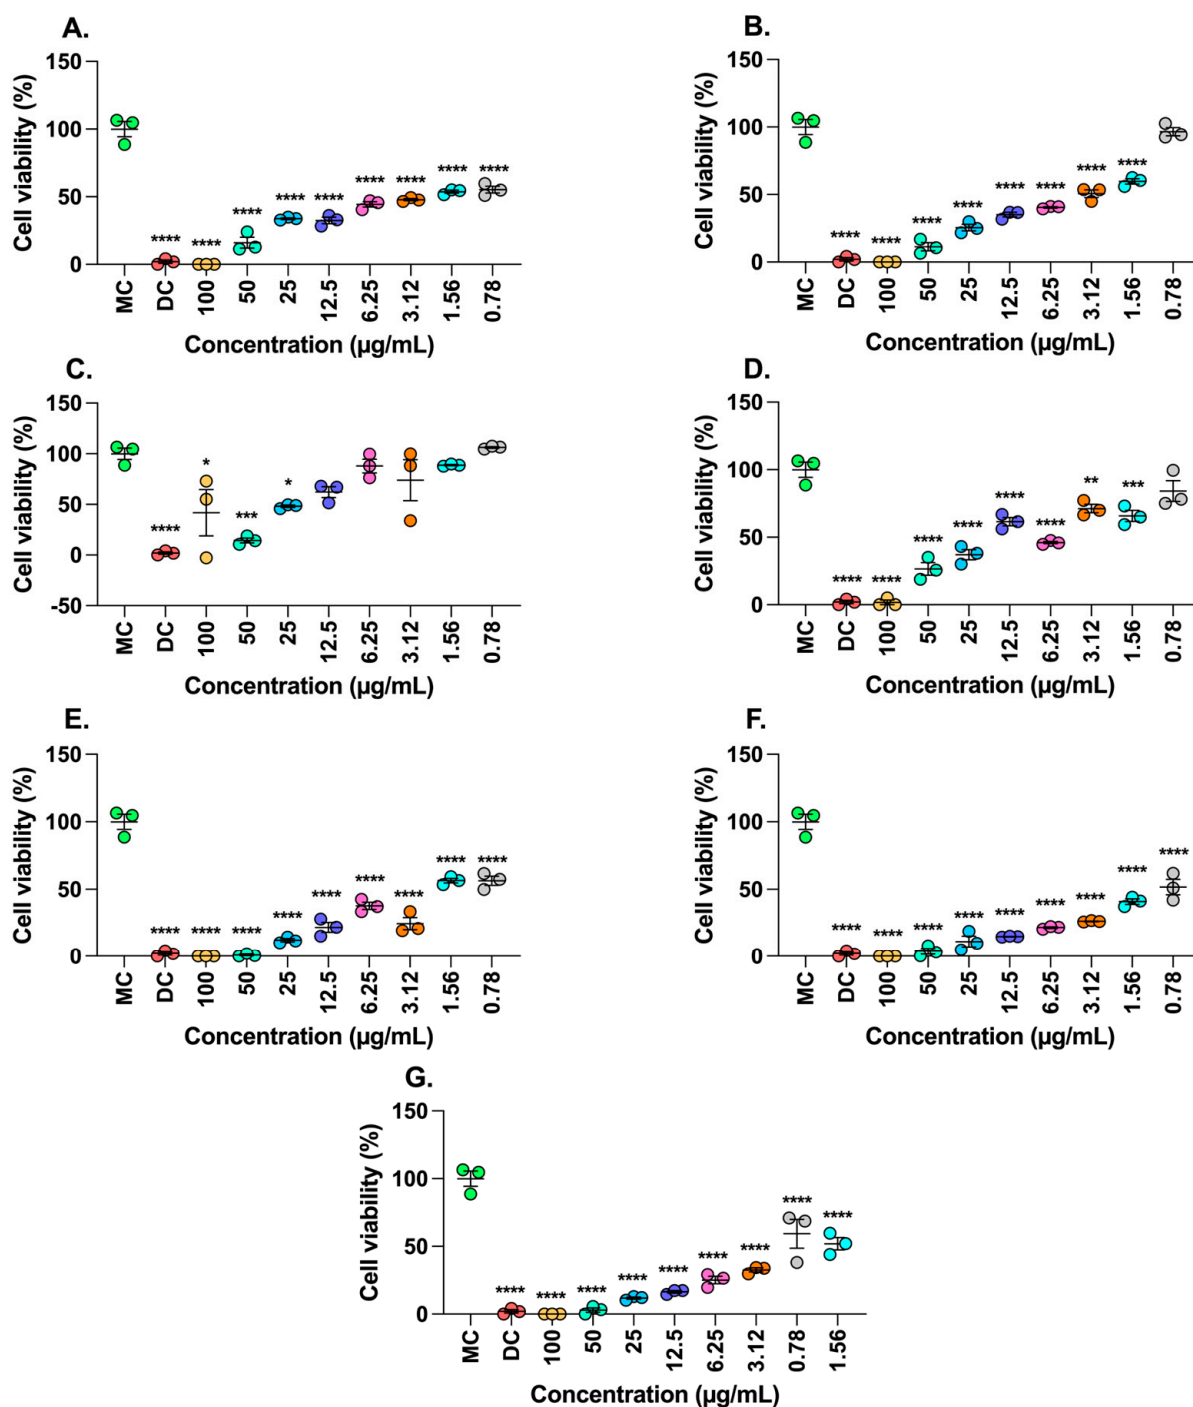 A.
Cell viability (%)
150
100
50
0
**** **** **** **** **** **** **** **** ****
MC DC 100 50 25 12.5 6.25 3.12 1.56 0.78
Concentration (µg/mL)
B.
Cell viability (%)
150
100
50
0
**** **** **** **** **** **** **** ****
MC DC 100 50 25 12.5 6.25 3.12 1.56 0.78
Concentration (µg/mL)
C.
Cell viability (%)
150
100
50
0
-50
**** * *** *
MC DC 100 50 25 12.5 6.25 3.12 1.56 0.78
Concentration (µg/mL)
D.
Cell viability (%)
150
100
50
0
**** **** **** **** **** **** ** ***
MC DC 100 50 25 12.5 6.25 3.12 1.56 0.78
Concentration (µg/mL)
E.
Cell viability (%)
150
100
50
0
**** **** **** **** **** **** **** **** ****
MC DC 100 50 25 12.5 6.25 3.12 1.56 0.78
Concentration (µg/mL)
F.
Cell viability (%)
150
100
50
0
**** **** **** **** **** **** **** **** ****
MC DC 100 50 25 12.5 6.25 3.12 1.56 0.78
Concentration (µg/mL)
G.
Cell viability (%)
150
100
50
0
**** **** **** **** **** **** **** **** ****
MC DC 100 50 25 12.5 6.25 3.12 0.78 1.56
Concentration (µg/mL)